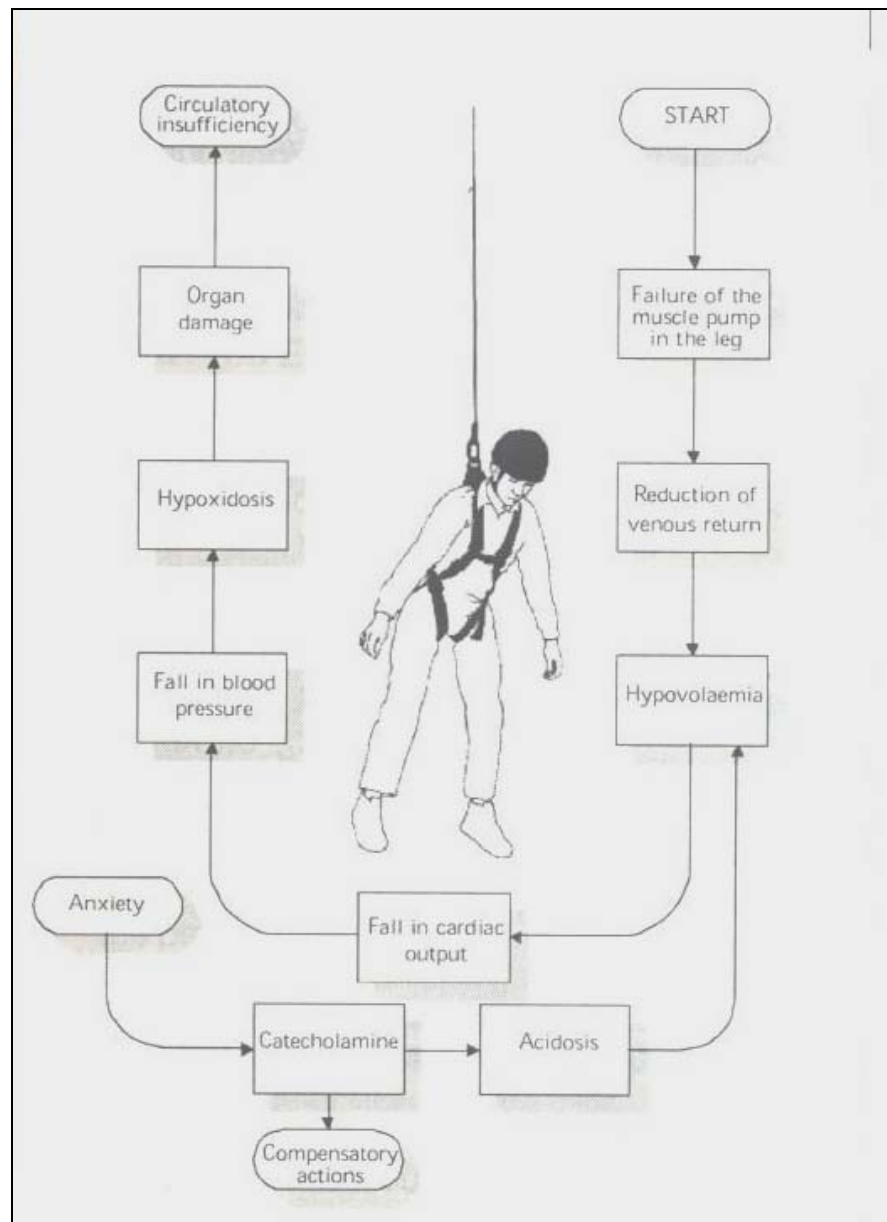 Circulatory
insufficiency
START
Organ
damage
Failure of the
muscle pump
in the leg
Hypoxidosis
Reduction of
venous return
Fall in blood
pressure
Hypovolaemia
Anxiety
Fall in cardiac
output
Catecholamine
Acidosis
Compensatory
actions